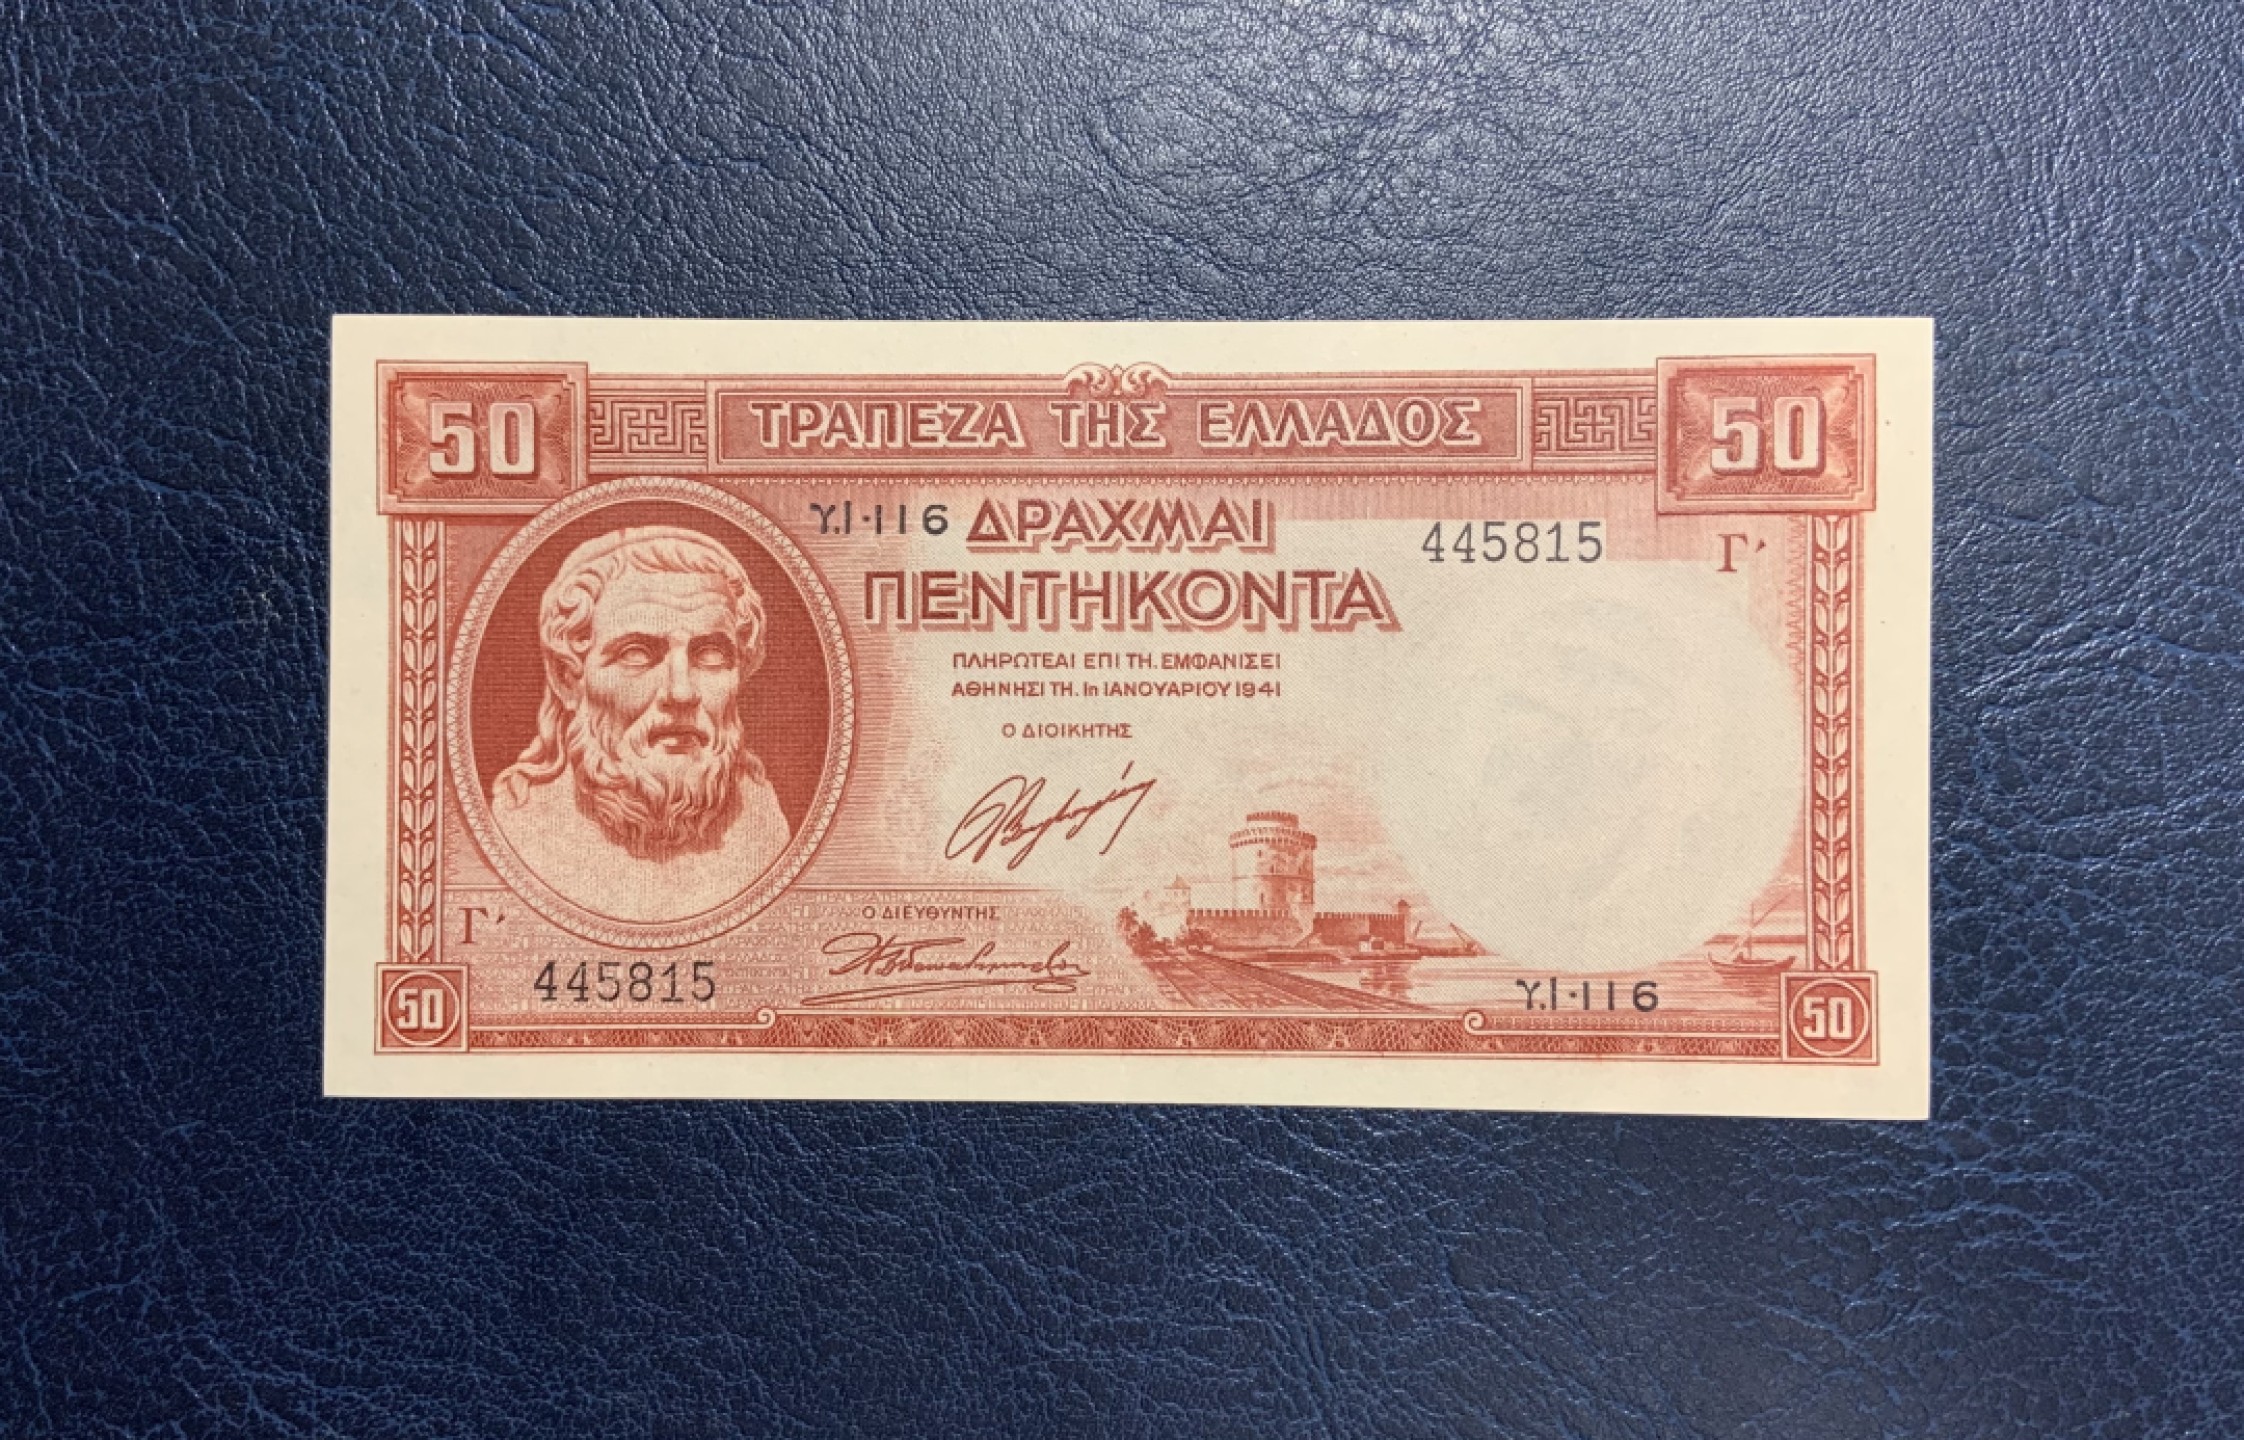 50 ΤΡΑΠΕΖΑ ΤΗΣ ΕΛΛΑΔΟΣ 50
Υ.Ι·116 ΔΡΑΧΜΑΙ 445815 Γ'
ΠΕΝΤΗΚΟΝΤΑ
ΠΛΗΡΩΤΕΑΙ ΕΠΙ ΤΗ. ΕΜΦΑΝΙΣΕΙ
ΑΘΗΝΗΣΙ ΤΗ. 1η ΙΑΝΟΥΑΡΙΟΥ 1941
Ο ΔΙΟΙΚΗΤΗΣ
Γ' Ο ΔΙΕΥΘΥΝΤΗΣ
445815 Υ.Ι·116
50 50